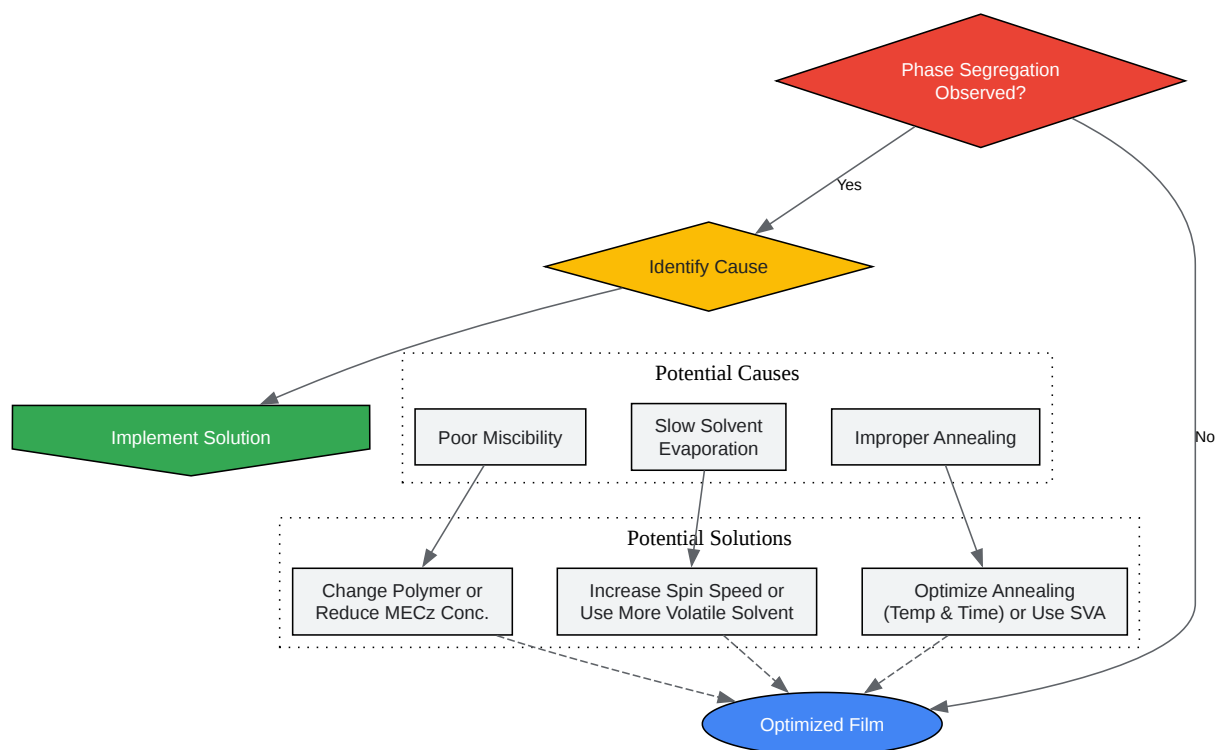 Phase Segregation
Observed?
Yes
Identify Cause
Potential Causes
Implement Solution
Poor Miscibility
Slow Solvent
Evaporation
Improper Annealing
No
Potential Solutions
Change Polymer or
Reduce MECz Conc.
Increase Spin Speed or
Use More Volatile Solvent
Optimize Annealing
(Temp & Time) or Use SVA
Optimized Film